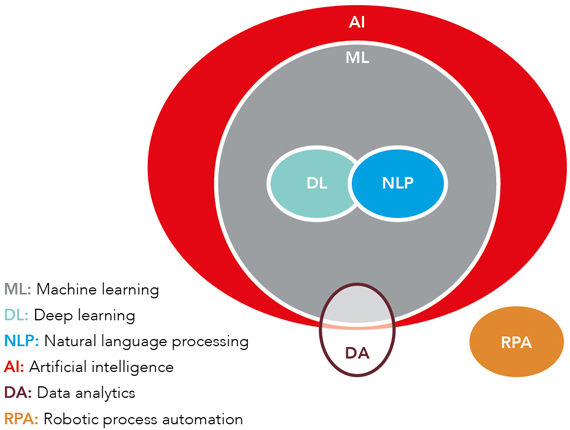 AI
ML
DL
NLP
DA
RPA
ML: Machine learning
DL: Deep learning
NLP: Natural language processing
AI: Artificial intelligence
DA: Data analytics
RPA: Robotic process automation